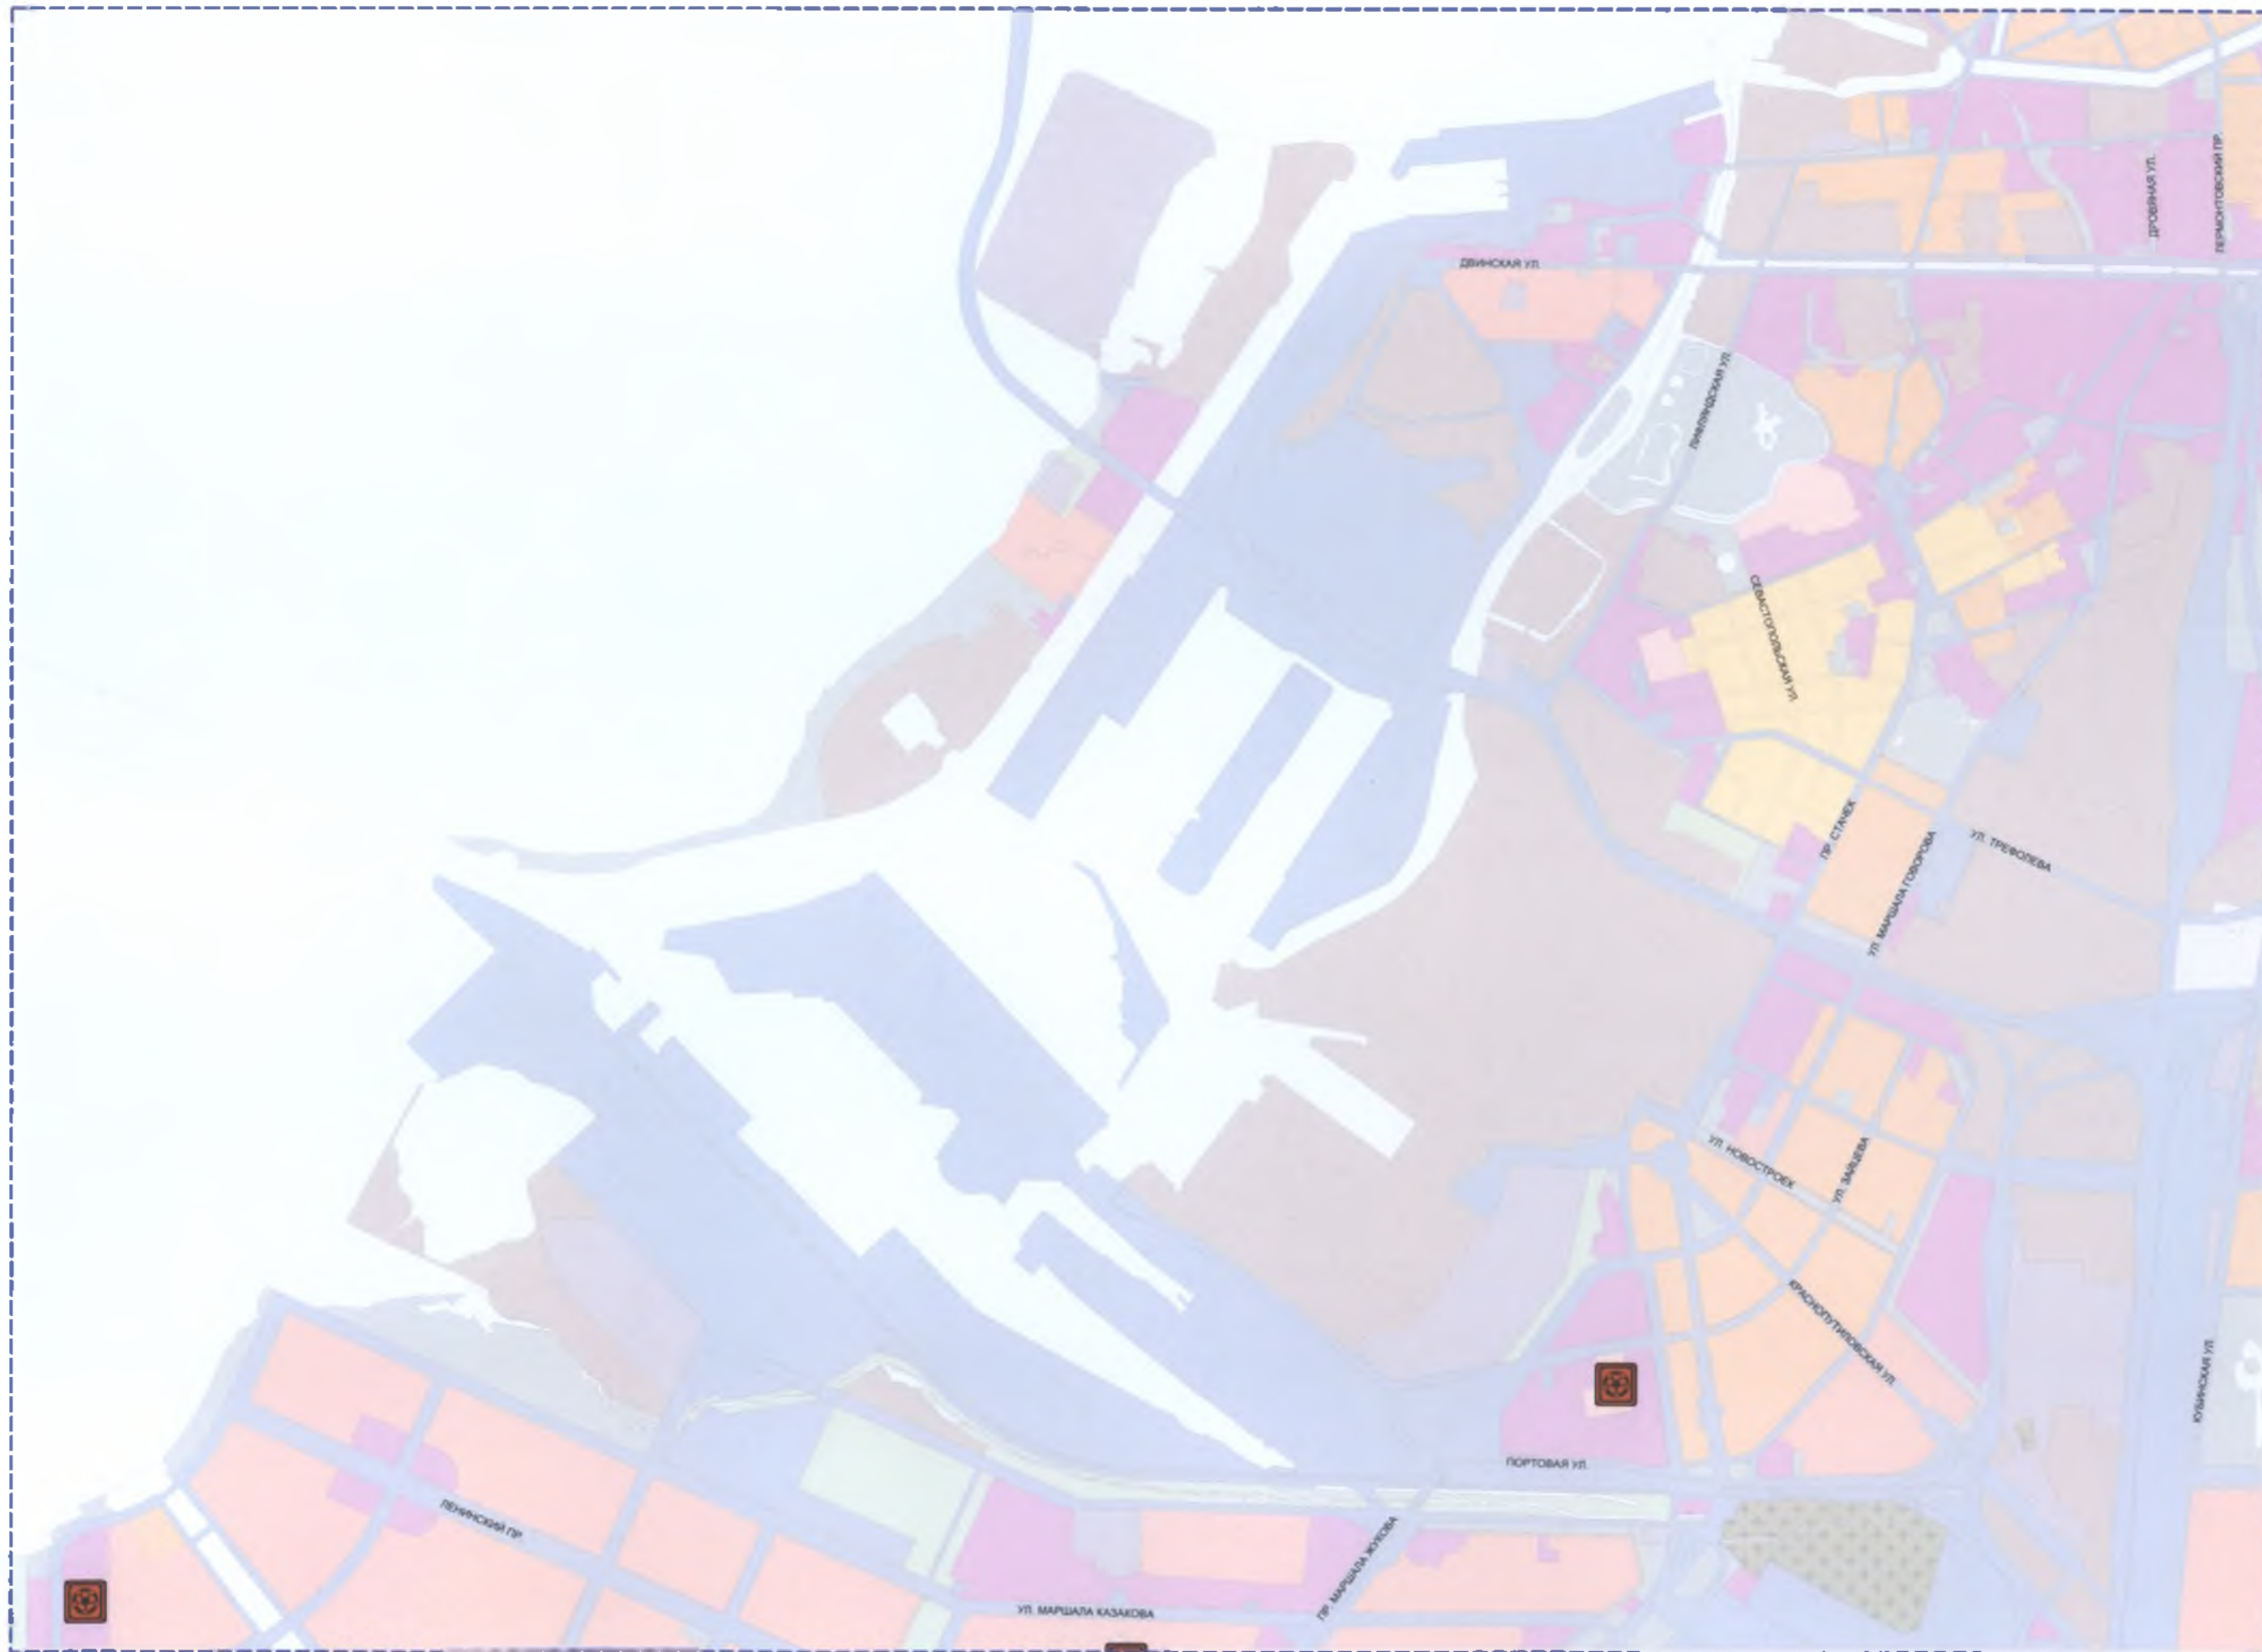 ДРОВЯНАЯ УЛ.
ЛЕРМОНТОВСКИЙ ПР.
ДВИНСКАЯ УЛ.
ЛИФЛЯНДСКАЯ УЛ.
СЕВАСТОПОЛЬСКАЯ УЛ.
ПР. СТАЧЕК
УЛ. МАРШАЛА ГОВОРОВА
УЛ. ТРЕФОЛЕВА
УЛ. НОВОСТРОЕК
УЛ. ЗАЙЦЕВА
КРАСНОПУТИЛОВСКАЯ УЛ.
КУБИНСКАЯ УЛ.
ПОРТОВАЯ УЛ.
ЛЕНИНСКИЙ ПР.
ПР. МАРШАЛА ЖУКОВА
УЛ. МАРШАЛА КАЗАКОВА